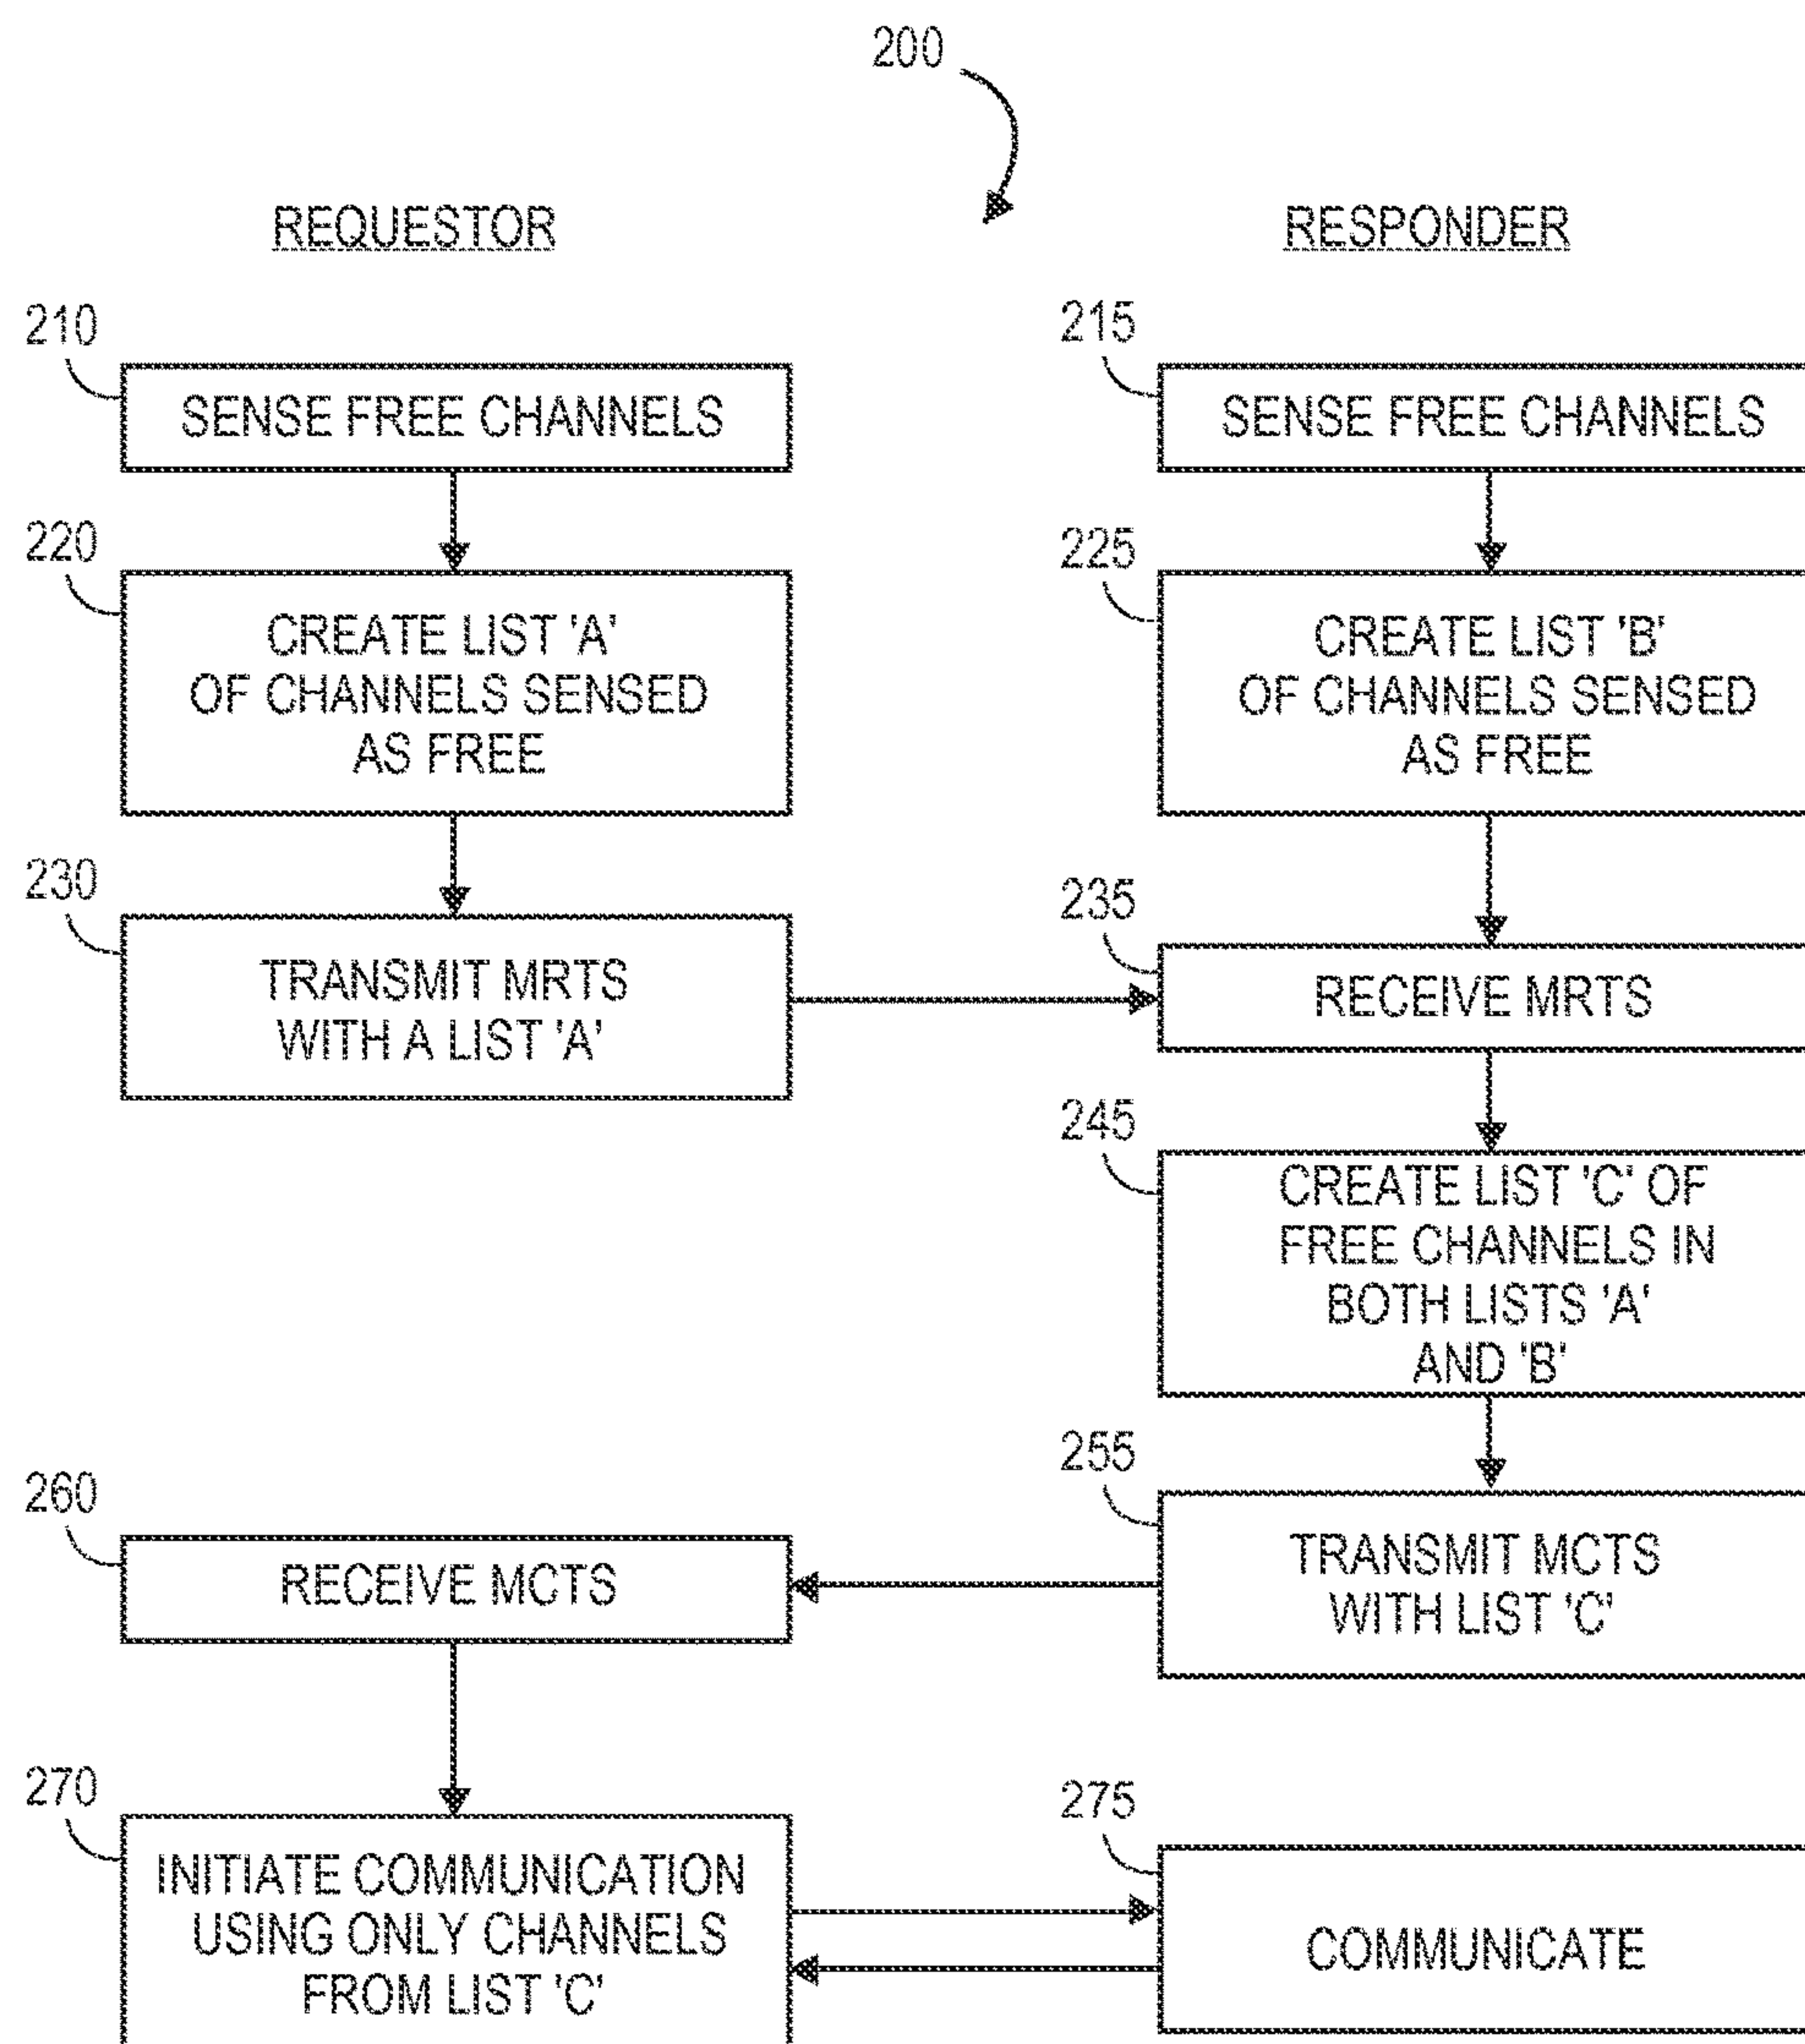 200
REQUESTOR
RESPONDER
210
SENSE FREE CHANNELS
215
SENSE FREE CHANNELS
220
CREATE LIST 'A'
OF CHANNELS SENSED
AS FREE
225
CREATE LIST 'B'
OF CHANNELS SENSED
AS FREE
230
TRANSMIT MRTS
WITH A LIST 'A'
235
RECEIVE MRTS
245
CREATE LIST 'C' OF
FREE CHANNELS IN
BOTH LISTS 'A'
AND 'B'
255
TRANSMIT MCTS
WITH LIST 'C'
260
RECEIVE MCTS
270
INITIATE COMMUNICATION
USING ONLY CHANNELS
FROM LIST 'C'
275
COMMUNICATE